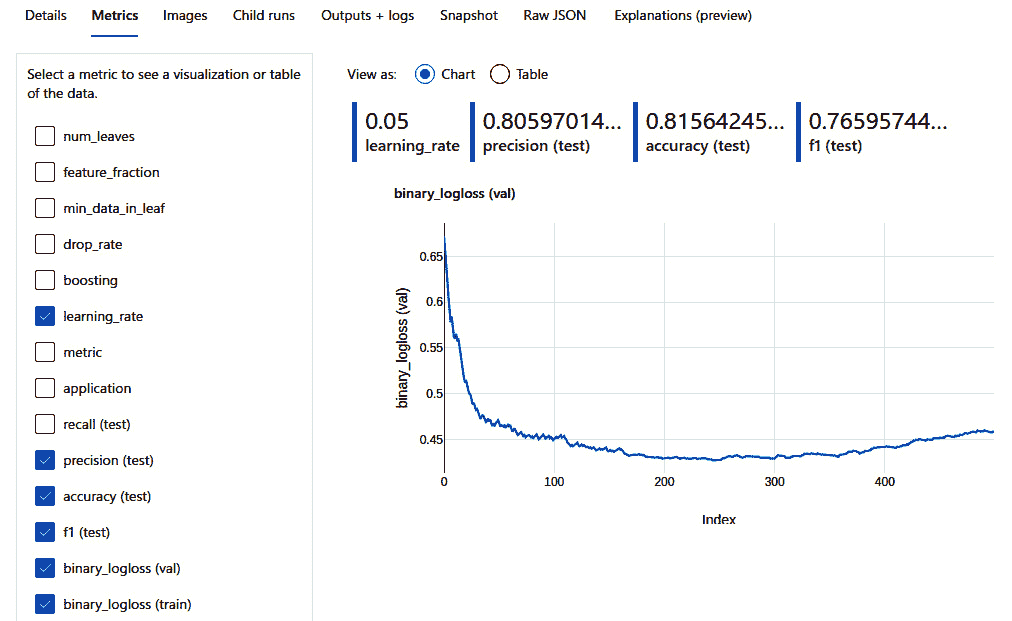 Details Metrics Images Child runs Outputs + logs Snapshot Raw JSON Explanations (preview)
Select a metric to see a visualization or table
of the data.
num_leaves
feature_fraction
min_data_in_leaf
drop_rate
boosting
learning_rate
metric
application
recall (test)
precision (test)
accuracy (test)
f1 (test)
binary_logloss (val)
binary_logloss (train)
View as: Chart Table
0.05 0.80597014... 0.81564245... 0.76595744...
learning_rate precision (test) accuracy (test) f1 (test)
binary_logloss (val)
binary_logloss (val)
0.65
0.6
0.55
0.5
0.45
0 100 200 300 400
Index